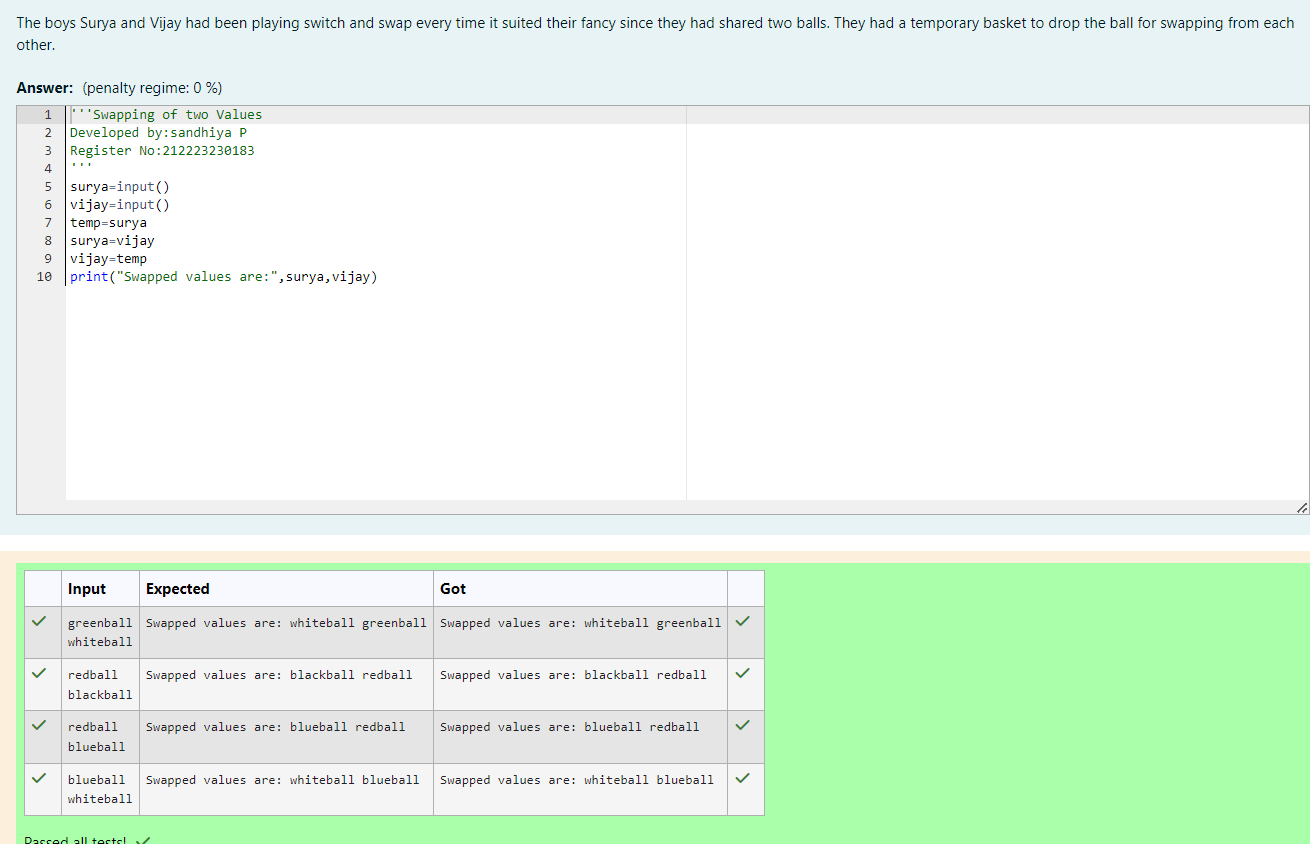 The boys Surya and Vijay had been playing switch and swap every time it suited their fancy since they had shared two balls. They had a temporary basket to drop the ball for swapping from each
other.
Answer: (penalty regime: 0 %)
1 '''Swapping of two Values
2 Developed by:sandhiya P
3 Register No:212223230183
4 '''
5 surya=input()
6 vijay=input()
7 temp=surya
8 surya=vijay
9 vijay=temp
10 print("Swapped values are:",surya,vijay)
Input Expected Got
greenball Swapped values are: whiteball greenball Swapped values are: whiteball greenball
whiteball
redball Swapped values are: blackball redball Swapped values are: blackball redball
blackball
redball Swapped values are: blueball redball Swapped values are: blueball redball
blueball
blueball Swapped values are: whiteball blueball Swapped values are: whiteball blueball
whiteball
Passed all tests!